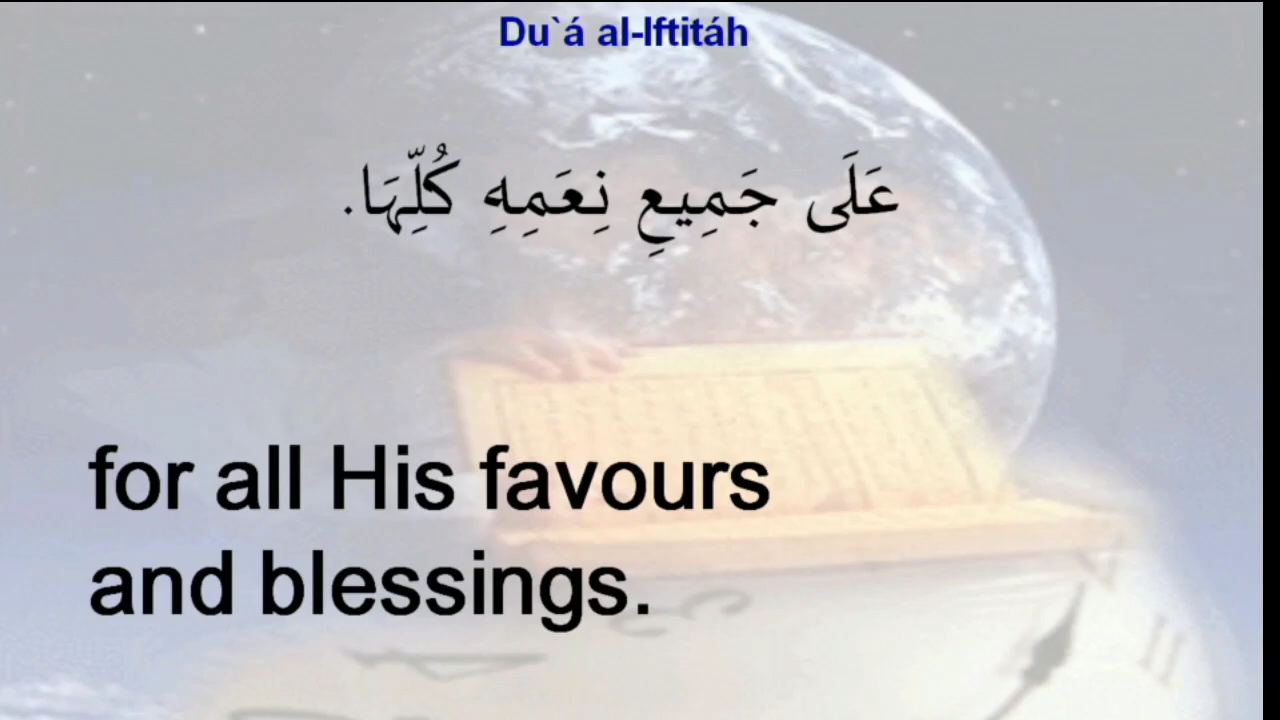 Du`á al-Iftitáh
عَلَى جَمِيعِ نِعَمِهِ كُلِّهَا.
for all His favours
and blessings.